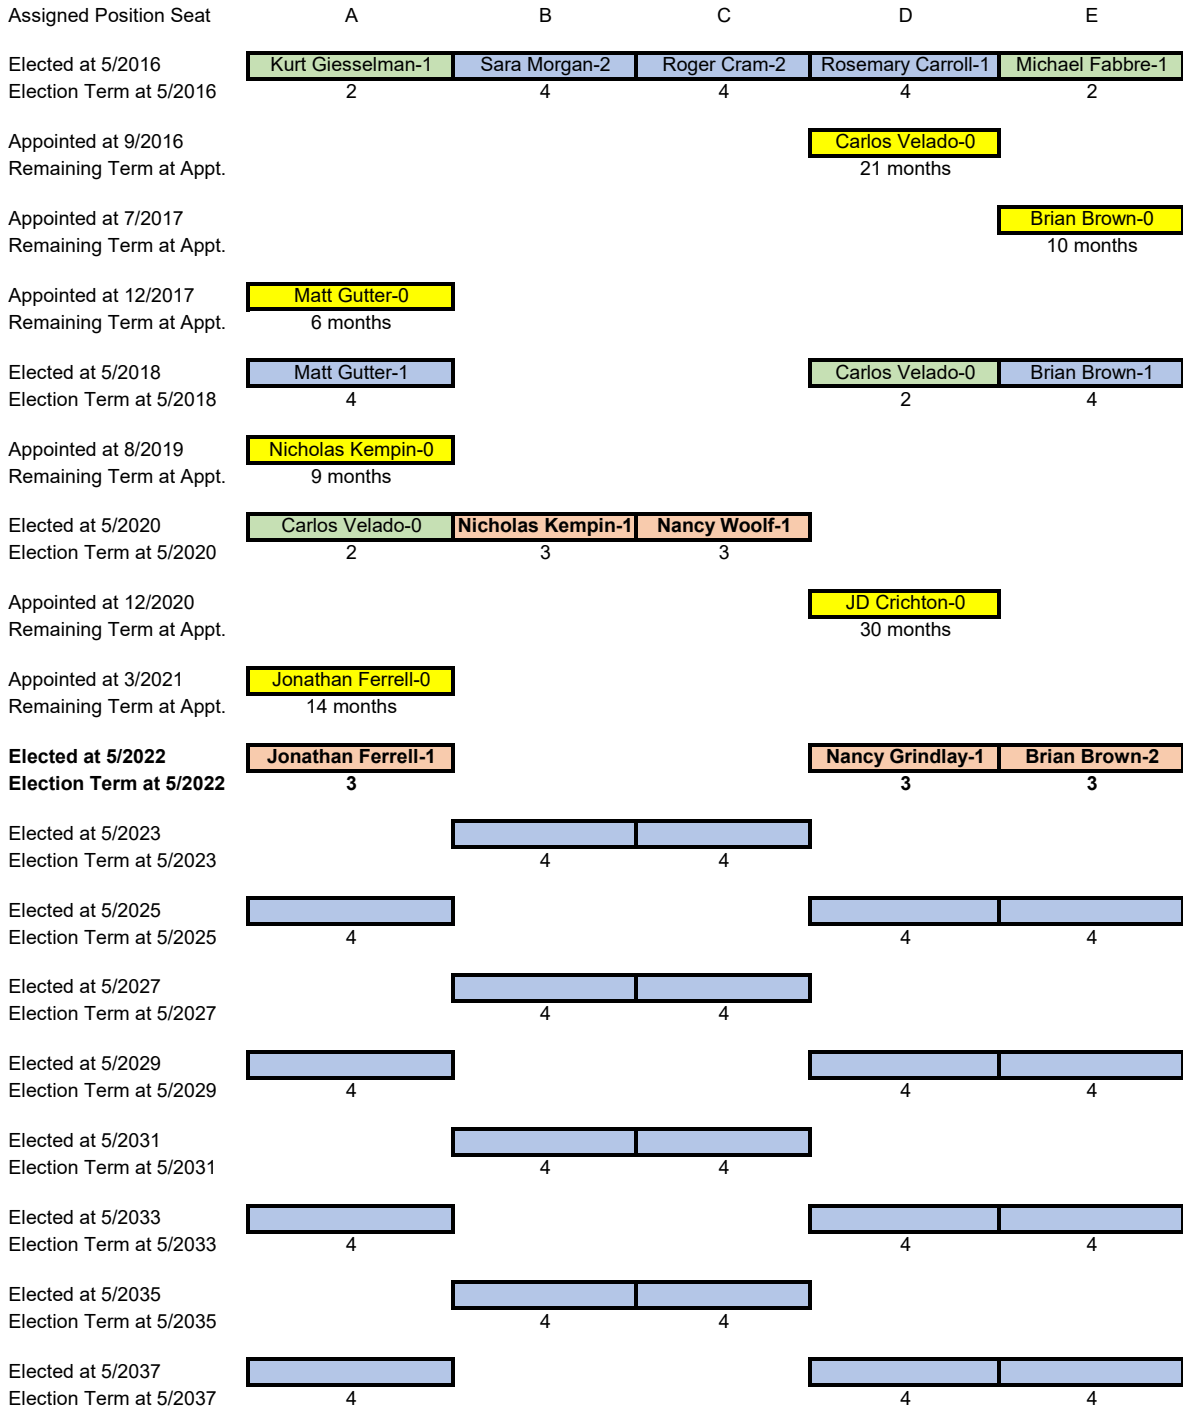 Assigned Position Seat A B C D E
Elected at 5/2016 Kurt Giesselman-1 Sara Morgan-2 Roger Cram-2 Rosemary Carroll-1 Michael Fabbre-1
Election Term at 5/2016 2 4 4 4 2
Appointed at 9/2016 Carlos Velado-0
Remaining Term at Appt. 21 months
Appointed at 7/2017 Brian Brown-0
Remaining Term at Appt. 10 months
Appointed at 12/2017 Matt Gutter-0
Remaining Term at Appt. 6 months
Elected at 5/2018 Matt Gutter-1 Carlos Velado-0 Brian Brown-1
Election Term at 5/2018 4 2 4
Appointed at 8/2019 Nicholas Kempin-0
Remaining Term at Appt. 9 months
Elected at 5/2020 Carlos Velado-0 Nicholas Kempin-1 Nancy Woolf-1
Election Term at 5/2020 2 3 3
Appointed at 12/2020 JD Crichton-0
Remaining Term at Appt. 30 months
Appointed at 3/2021 Jonathan Ferrell-0
Remaining Term at Appt. 14 months
Elected at 5/2022 Jonathan Ferrell-1 Nancy Grindlay-1 Brian Brown-2
Election Term at 5/2022 3 3 3
Elected at 5/2023
Election Term at 5/2023 4 4
Elected at 5/2025
Election Term at 5/2025 4 4 4
Elected at 5/2027
Election Term at 5/2027 4 4
Elected at 5/2029
Election Term at 5/2029 4 4 4
Elected at 5/2031
Election Term at 5/2031 4 4
Elected at 5/2033
Election Term at 5/2033 4 4 4
Elected at 5/2035
Election Term at 5/2035 4 4
Elected at 5/2037
Election Term at 5/2037 4 4 4